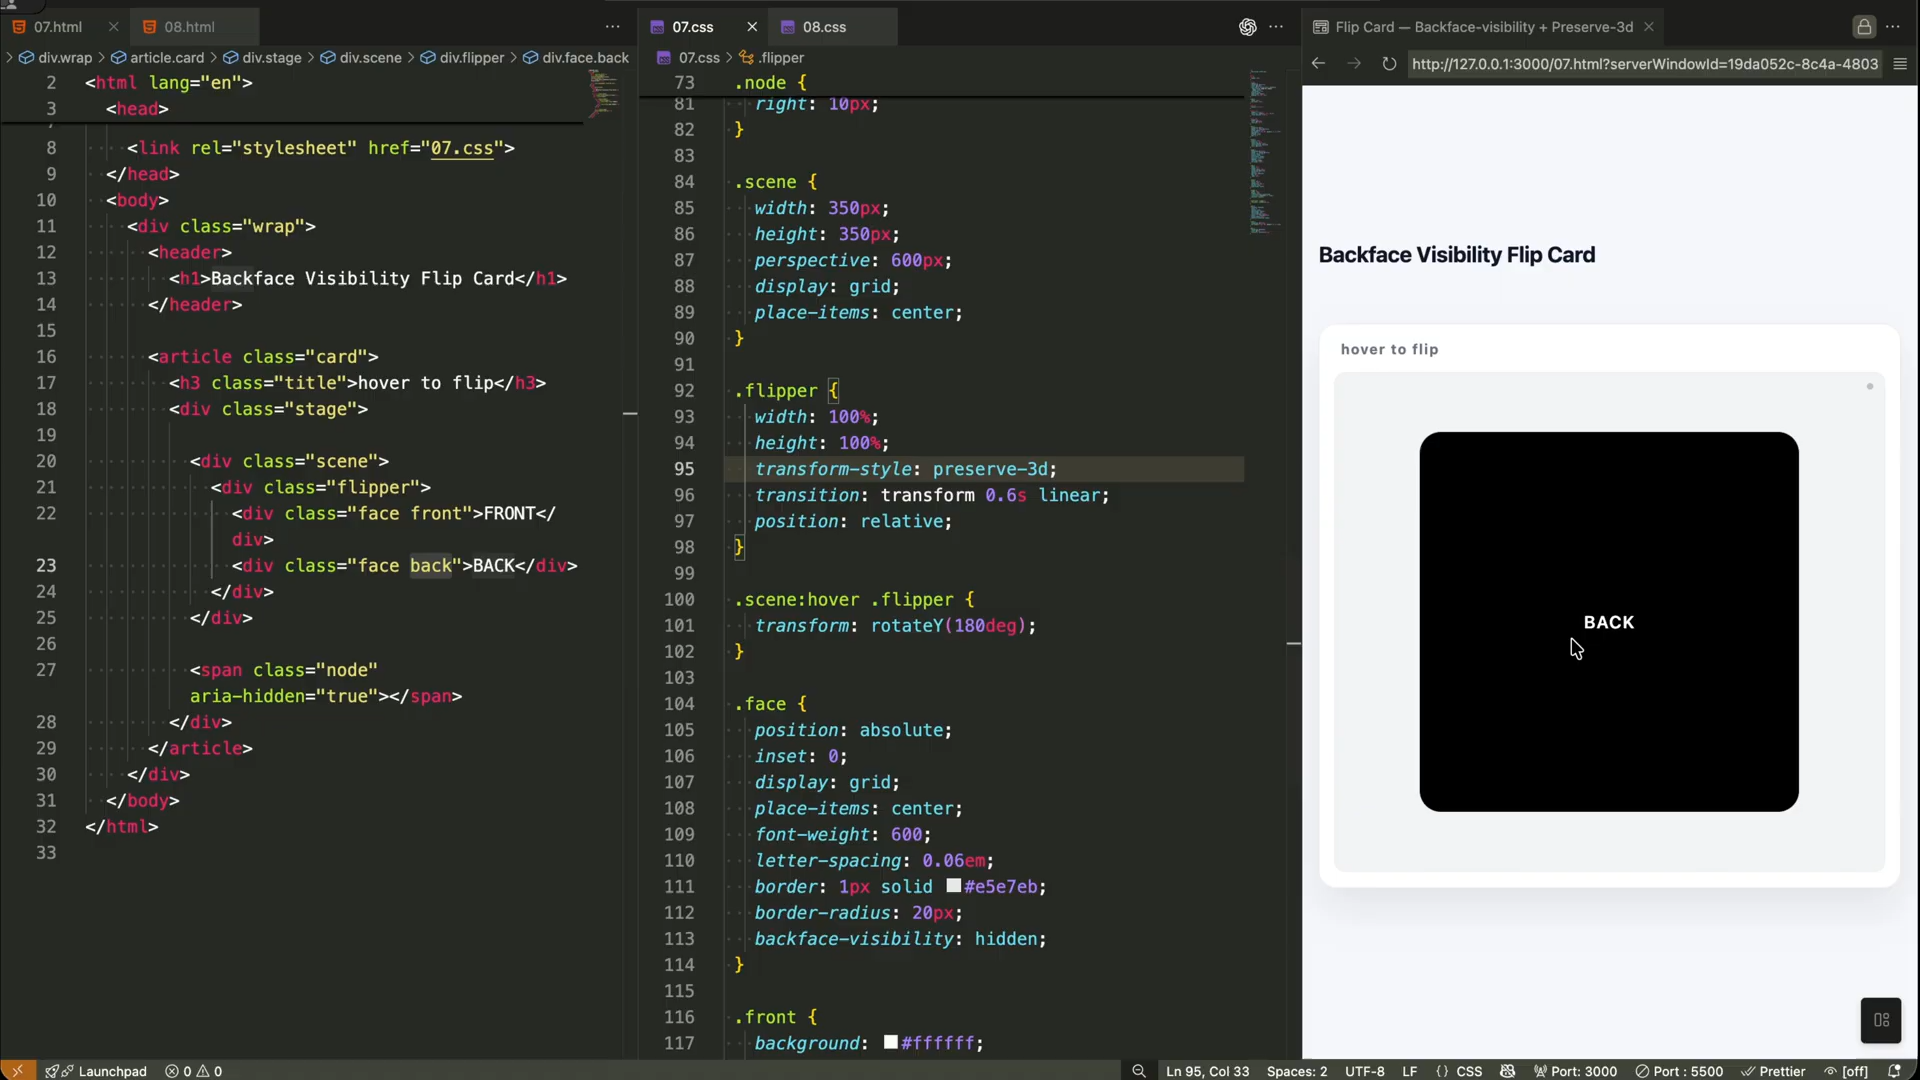 07.html
08.html
07.css
08.css
Flip Card — Backface-visibility + Preserve-3d
div.wrap > article.card > div.stage > div.scene > div.flipper > div.face.back
07.css > .flipper
http://127.0.0.1:3000/07.html?serverWindowId=19da052c-8c4a-4803
2 <html lang="en">
3 <head>
8 <link rel="stylesheet" href="07.css">
9 </head>
10 <body>
11 <div class="wrap">
12 <header>
13 <h1>Backface Visibility Flip Card</h1>
14 </header>
15
16 <article class="card">
17 <h3 class="title">hover to flip</h3>
18 <div class="stage">
19
20 <div class="scene">
21 <div class="flipper">
22 <div class="face front">FRONT</
div>
23 <div class="face back">BACK</div>
24 </div>
25 </div>
26
27 <span class="node"
aria-hidden="true"></span>
28 </div>
29 </article>
30 </div>
31 </body>
32 </html>
33
73 .node {
81 right: 10px;
82 }
83
84 .scene {
85 width: 350px;
86 height: 350px;
87 perspective: 600px;
88 display: grid;
89 place-items: center;
90 }
91
92 .flipper {
93 width: 100%;
94 height: 100%;
95 transform-style: preserve-3d;
96 transition: transform 0.6s linear;
97 position: relative;
98 }
99
100 .scene:hover .flipper {
101 transform: rotateY(180deg);
102 }
103
104 .face {
105 position: absolute;
106 inset: 0;
107 display: grid;
108 place-items: center;
109 font-weight: 600;
110 letter-spacing: 0.06em;
111 border: 1px solid #e5e7eb;
112 border-radius: 20px;
113 backface-visibility: hidden;
114 }
115
116 .front {
117 background: #ffffff;
Backface Visibility Flip Card
hover to flip
BACK
Launchpad
0 0
Ln 95, Col 33
Spaces: 2
UTF-8
LF
{ } CSS
Port: 3000
Port : 5500
Prettier
[off]